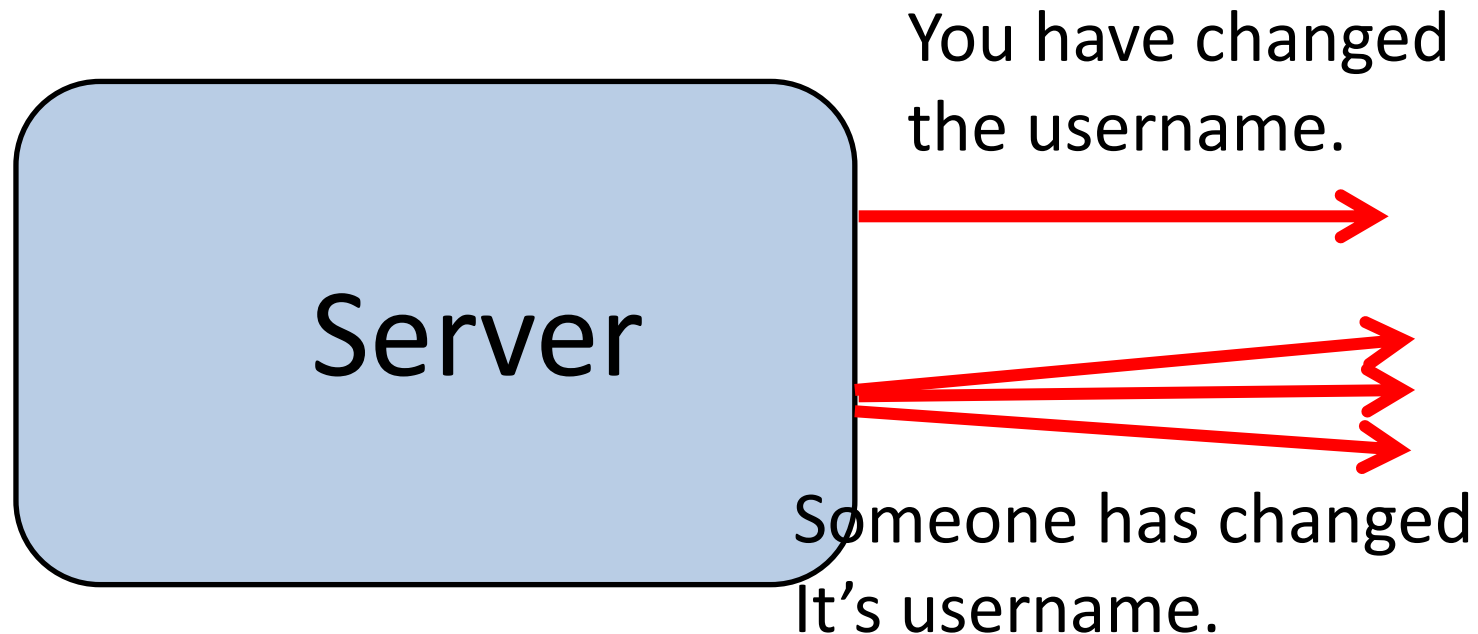 You have changed
the username.
Server
Someone has changed
It’s username.